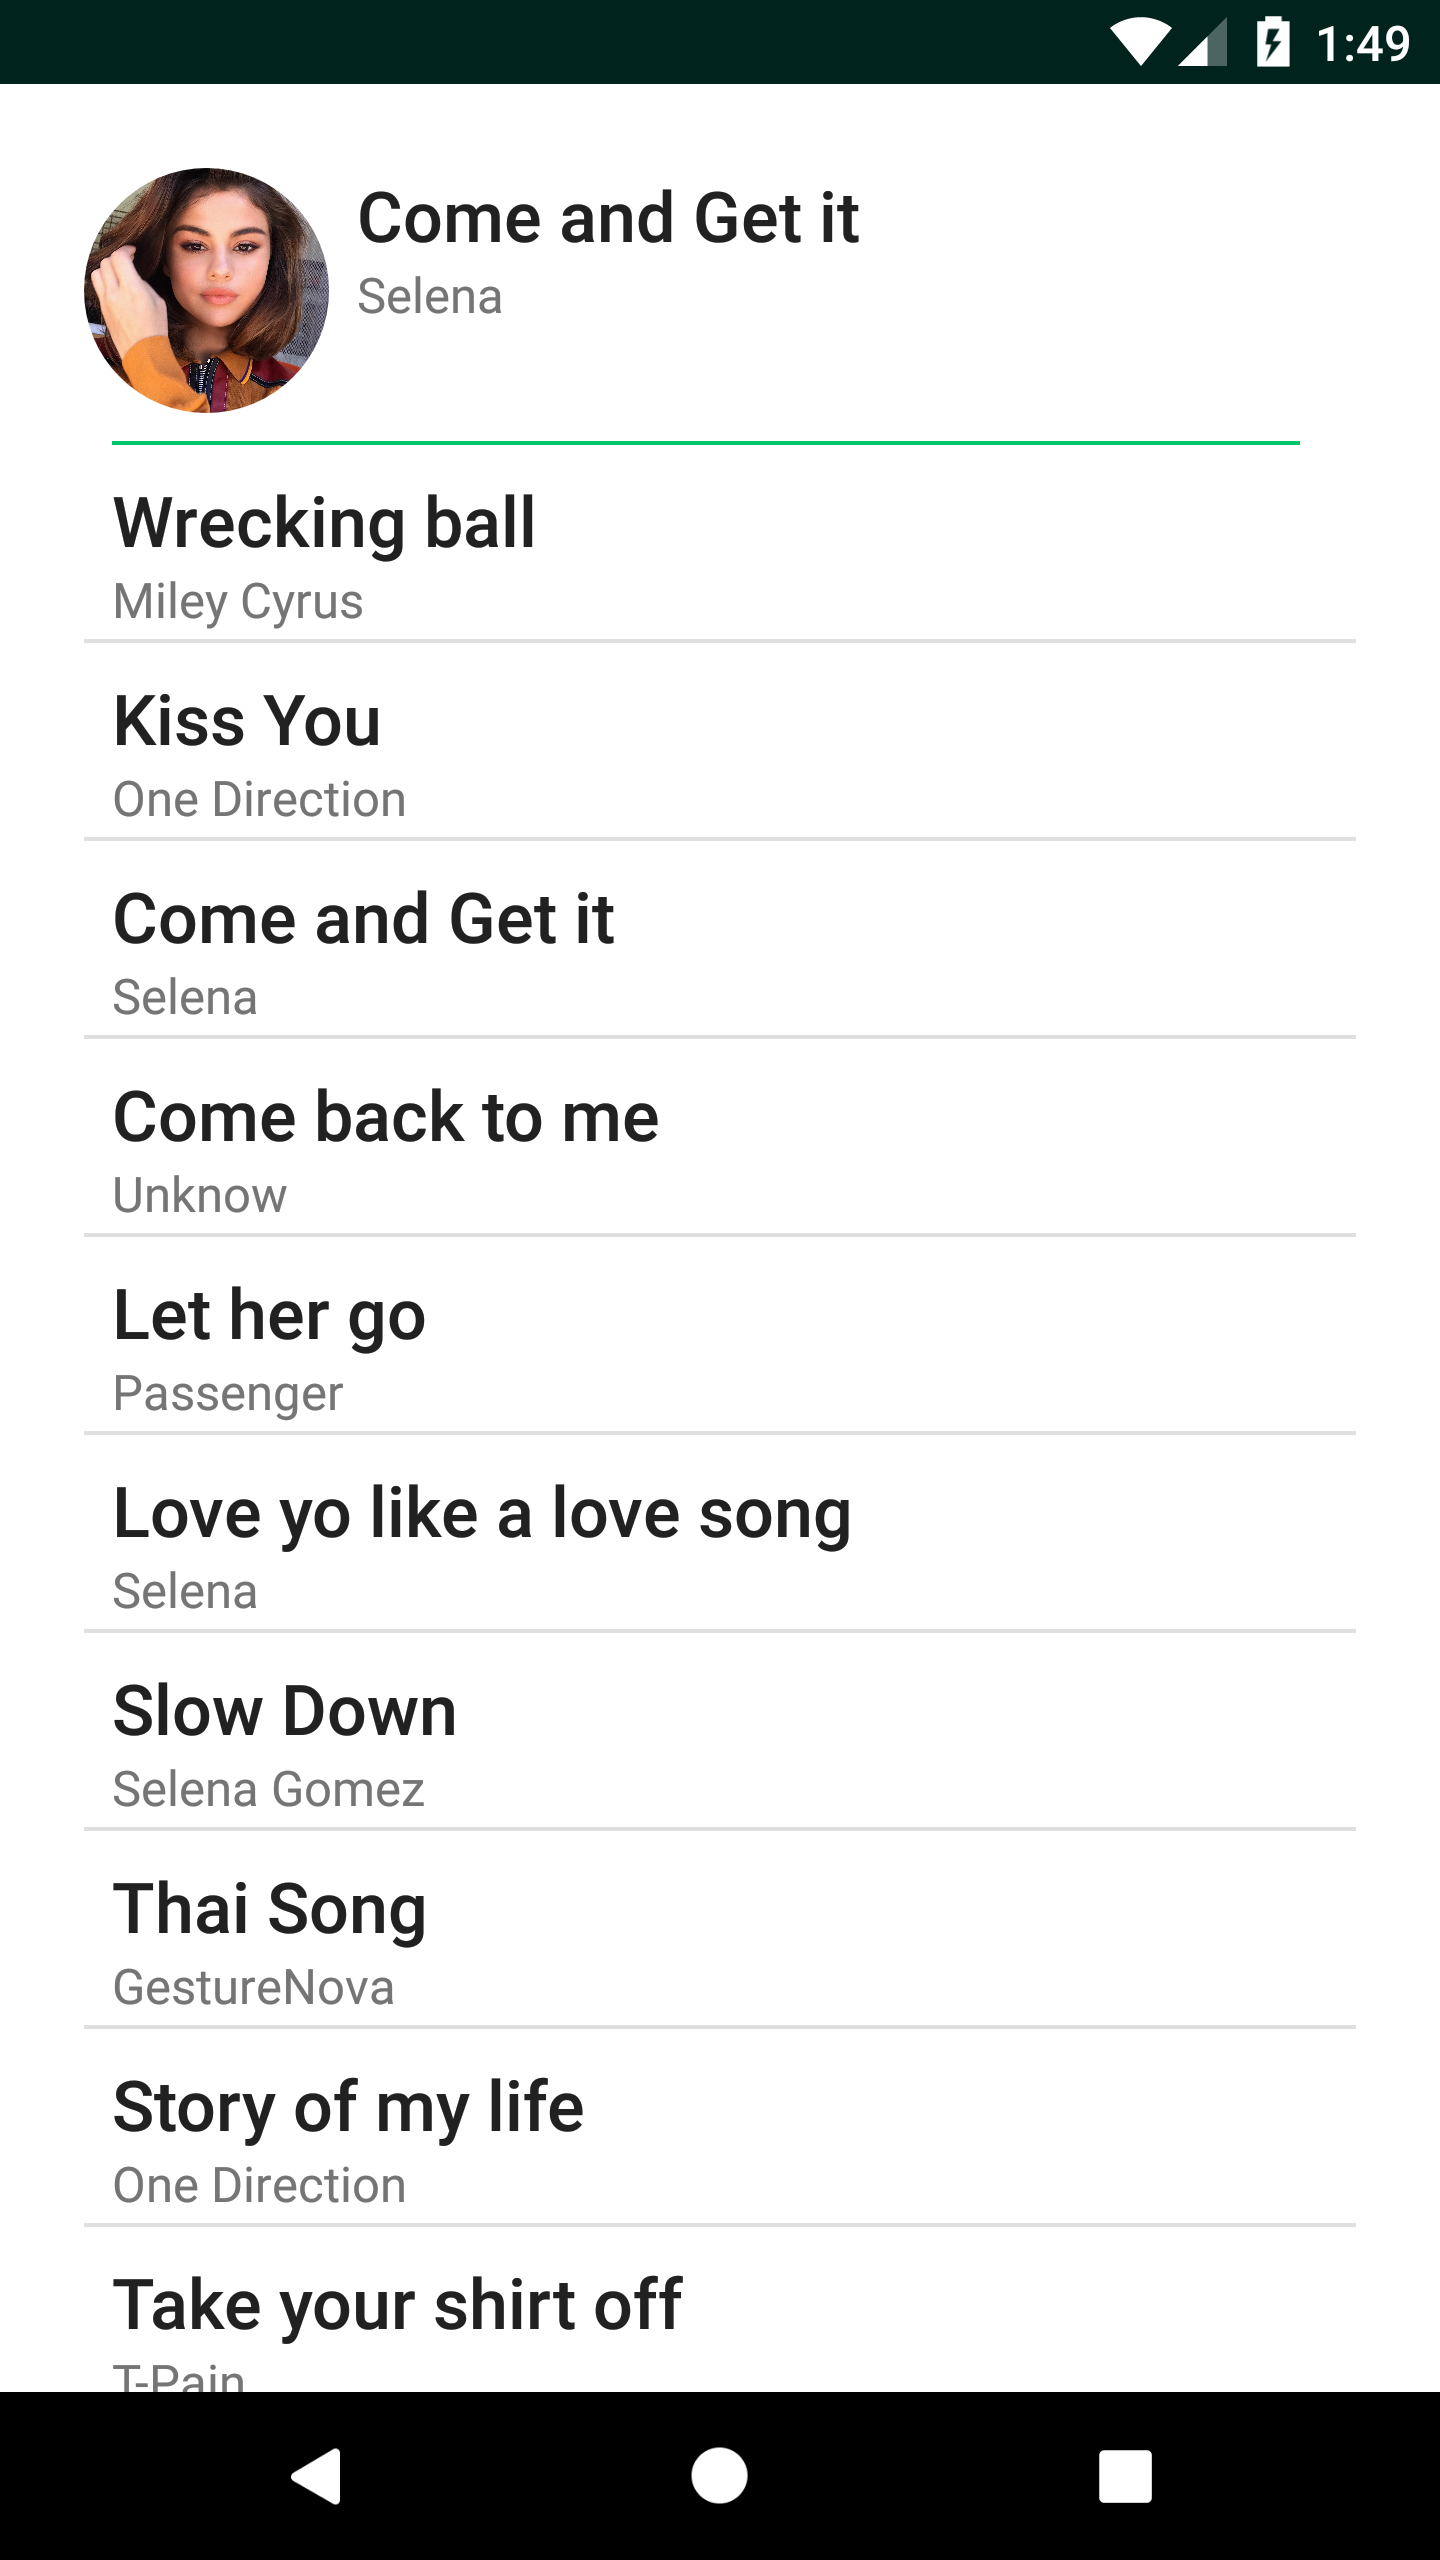 1:49
Come and Get it
Selena
Wrecking ball
Miley Cyrus
Kiss You
One Direction
Come and Get it
Selena
Come back to me
Unknow
Let her go
Passenger
Love yo like a love song
Selena
Slow Down
Selena Gomez
Thai Song
GestureNova
Story of my life
One Direction
Take your shirt off
T-Pain